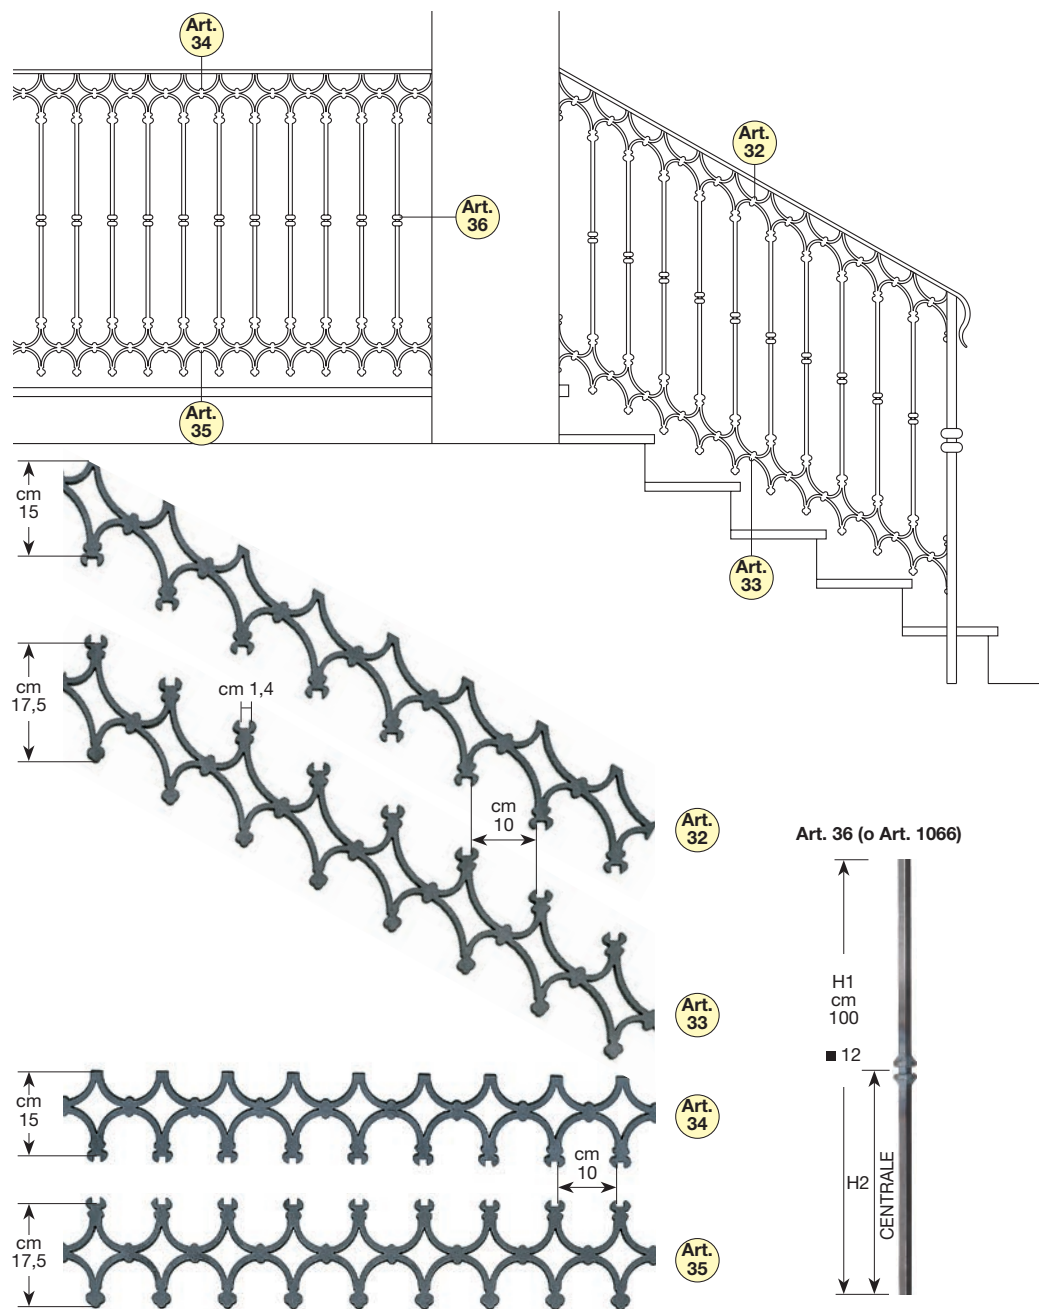 Art.
34
Art.
32
Art.
36
Art.
35
Art.
33
cm
15
cm
17,5
cm 1,4
cm
10
Art.
32
Art. 36 (o Art. 1066)
Art.
33
H1
cm
100
■ 12
cm
15
Art.
34
cm
10
H2
CENTRALE
cm
17,5
Art.
35